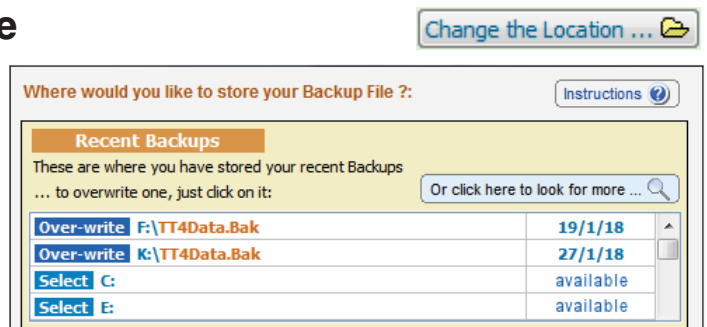 e
Change the Location ...
Where would you like to store your Backup File ?:
Instructions
Recent Backups
These are where you have stored your recent Backups
... to overwrite one, just click on it:
Or click here to look for more ...
Over-write F:\TT4Data.Bak 19/1/18
Over-write K:\TT4Data.Bak 27/1/18
Select C: available
Select E: available